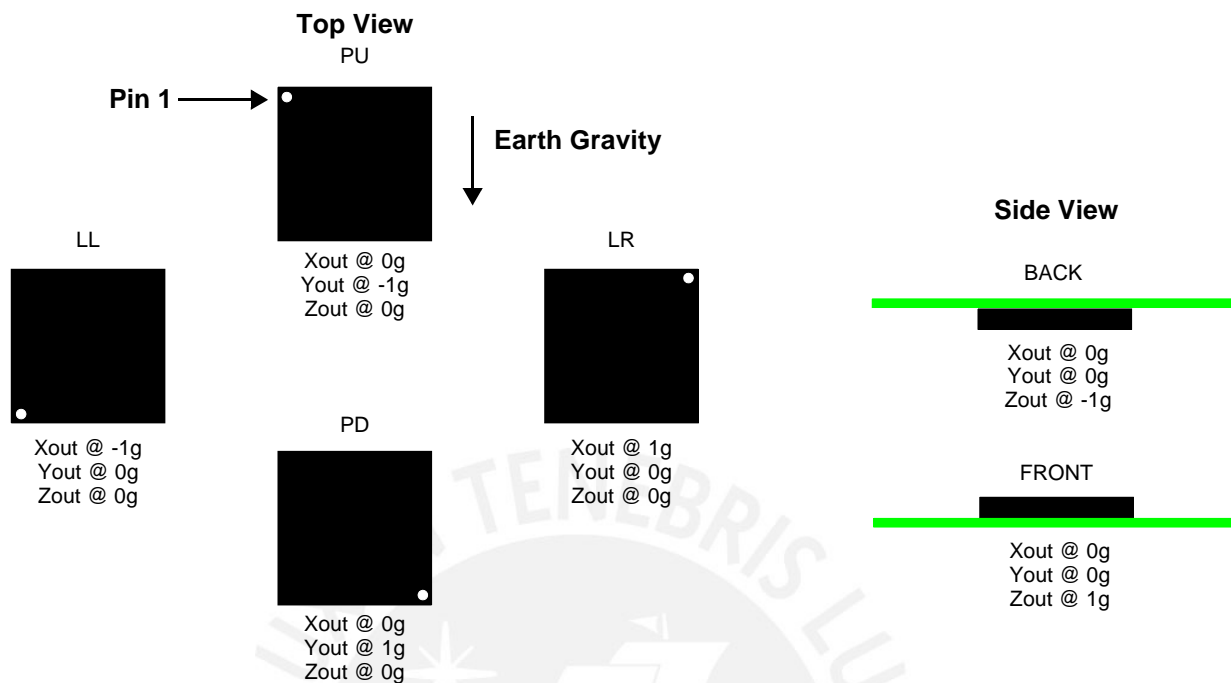 Top View
PU
Pin 1
Earth Gravity
Xout @ 0g
Yout @ -1g
Zout @ 0g
LL
Xout @ -1g
Yout @ 0g
Zout @ 0g
LR
Xout @ 1g
Yout @ 0g
Zout @ 0g
PD
Xout @ 0g
Yout @ 1g
Zout @ 0g
Side View
BACK
Xout @ 0g
Yout @ 0g
Zout @ -1g
FRONT
Xout @ 0g
Yout @ 0g
Zout @ 1g
TENEBRIS